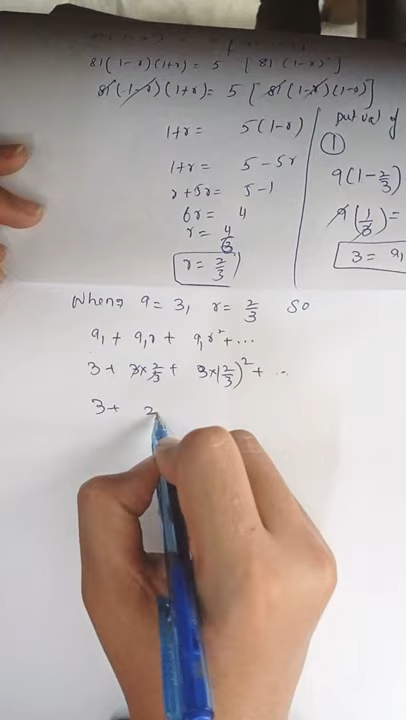 81(1-r)(1+r) = 5 [81(1-r)²]
81(1-r)(1+r) = 5 [81(1-r)(1-r)]
1+r = 5(1-r)
1+r = 5-5r
r+5r = 5-1
6r = 4
r = 4/6
r = 2/3
put val of
①
9(1-2/3)
9(1/3) =
3 = a₁
When, a = 3, r = 2/3 So
a₁ + a₁r + a₁r² + ...
3 + 3×2/3 + 3×(2/3)² + ...
3 + 2